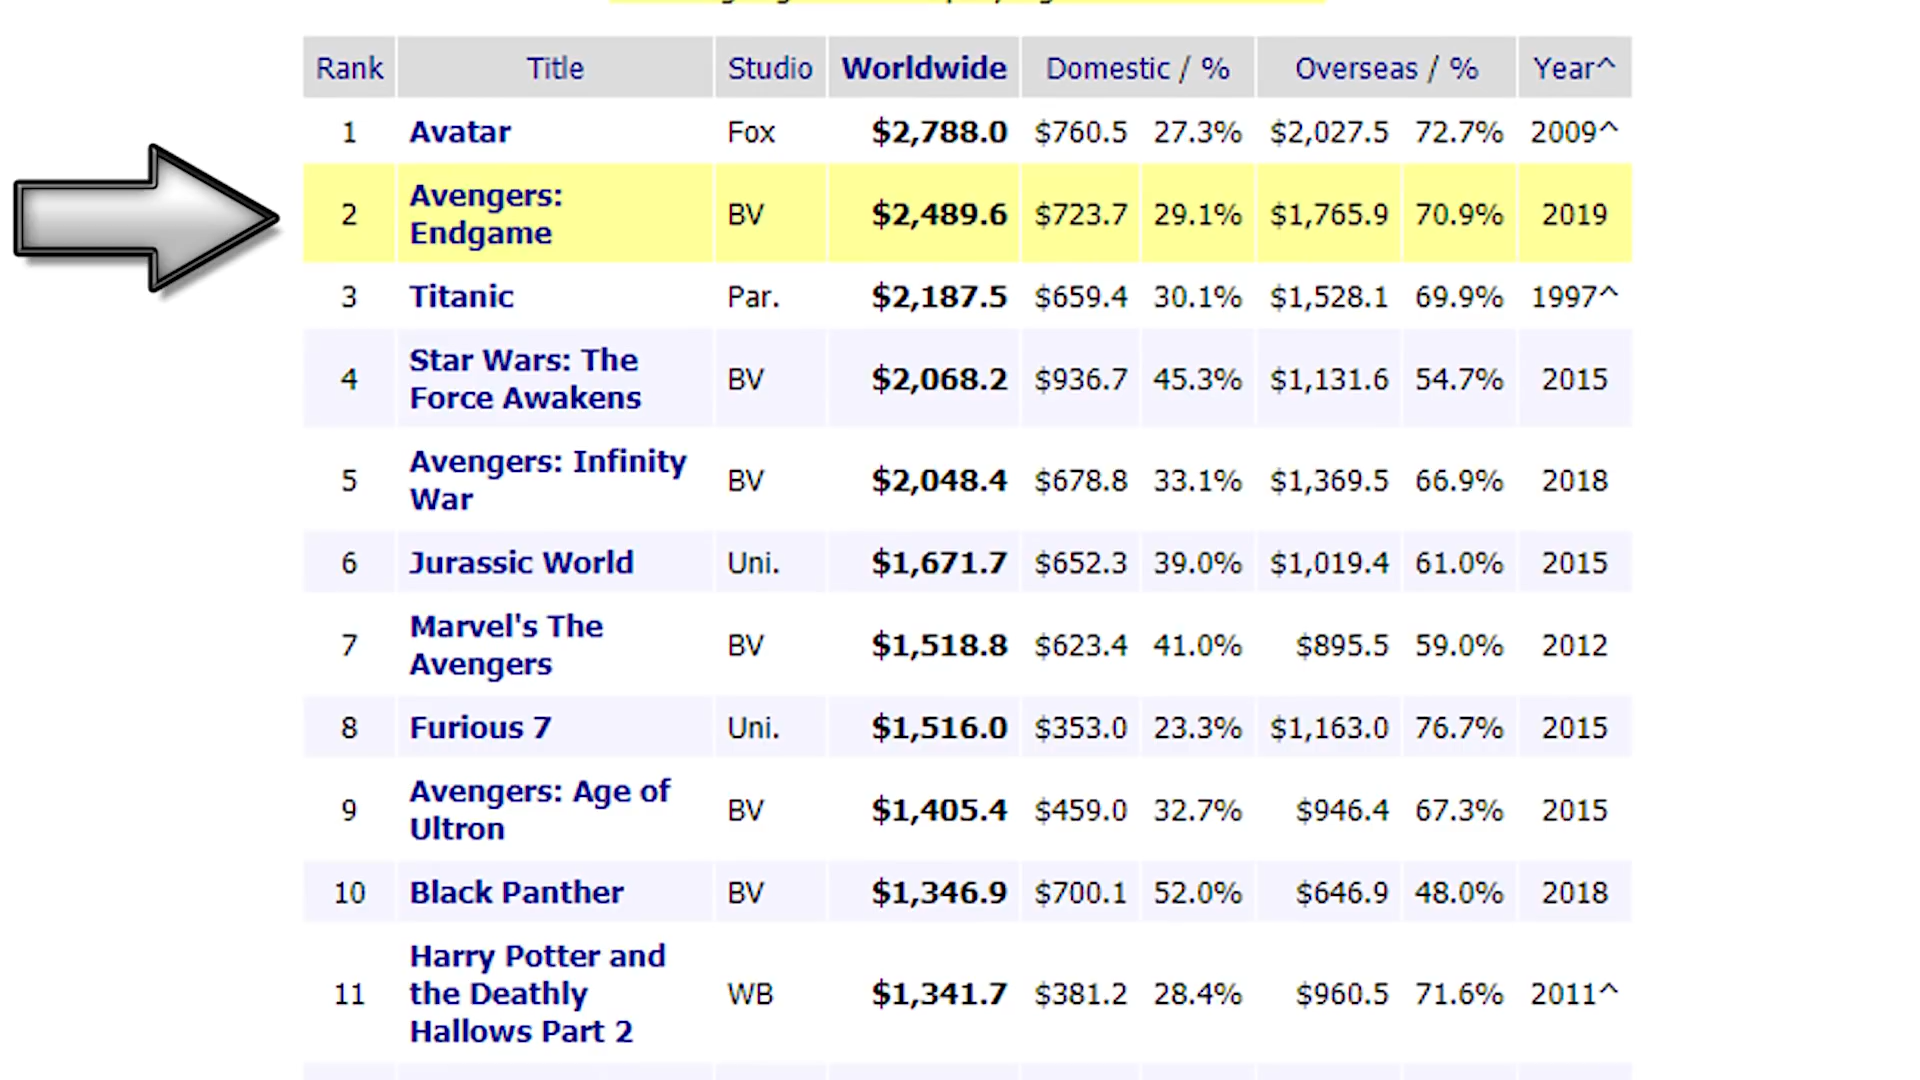 Rank Title Studio Worldwide Domestic / % Overseas / % Year^
1 Avatar Fox $2,788.0 $760.5 27.3% $2,027.5 72.7% 2009^
2 Avengers: Endgame BV $2,489.6 $723.7 29.1% $1,765.9 70.9% 2019
3 Titanic Par. $2,187.5 $659.4 30.1% $1,528.1 69.9% 1997^
4 Star Wars: The Force Awakens BV $2,068.2 $936.7 45.3% $1,131.6 54.7% 2015
5 Avengers: Infinity War BV $2,048.4 $678.8 33.1% $1,369.5 66.9% 2018
6 Jurassic World Uni. $1,671.7 $652.3 39.0% $1,019.4 61.0% 2015
7 Marvel's The Avengers BV $1,518.8 $623.4 41.0% $895.5 59.0% 2012
8 Furious 7 Uni. $1,516.0 $353.0 23.3% $1,163.0 76.7% 2015
9 Avengers: Age of Ultron BV $1,405.4 $459.0 32.7% $946.4 67.3% 2015
10 Black Panther BV $1,346.9 $700.1 52.0% $646.9 48.0% 2018
11 Harry Potter and the Deathly Hallows Part 2 WB $1,341.7 $381.2 28.4% $960.5 71.6% 2011^